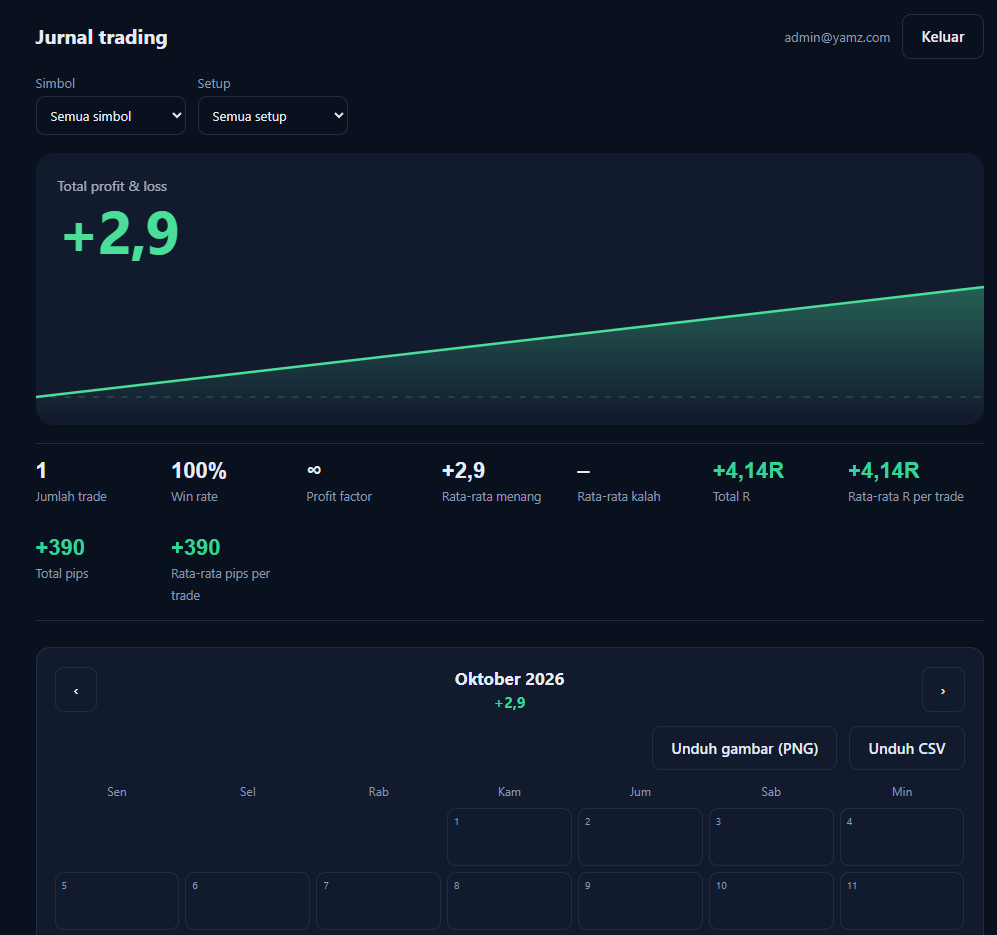 Jurnal trading
admin@yamz.com
Keluar
Simbol
Setup
Semua simbol
Semua setup
Total profit & loss
+2,9
1
100%
∞
+2,9
–
+4,14R
+4,14R
Jumlah trade
Win rate
Profit factor
Rata-rata menang
Rata-rata kalah
Total R
Rata-rata R per trade
+390
+390
Total pips
Rata-rata pips per
trade
‹
Oktober 2026
›
+2,9
Unduh gambar (PNG)
Unduh CSV
Sen
Sel
Rab
Kam
Jum
Sab
Min
1
2
3
4
5
6
7
8
9
10
11